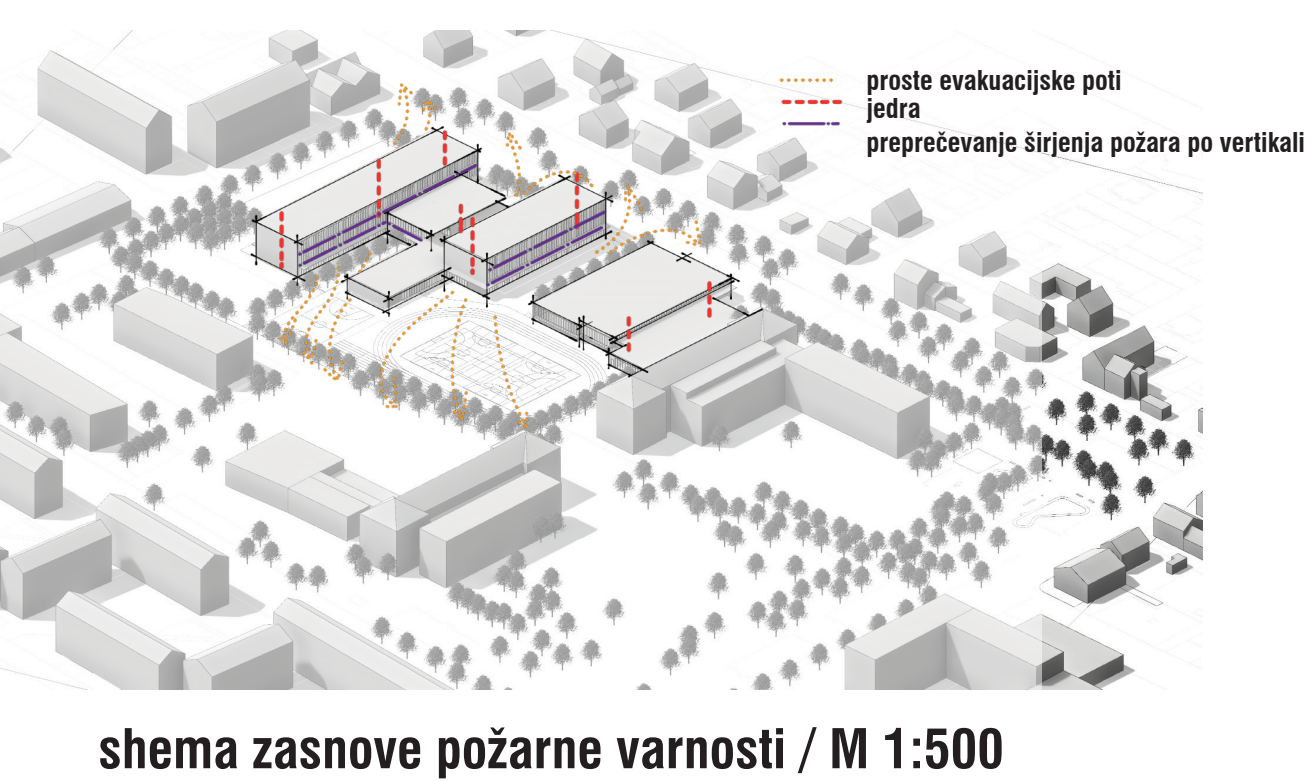 proste evakuacijske poti
jedra
preprečevanje širjenja požara po vertikali
shema zasnove požarne varnosti / M 1:500